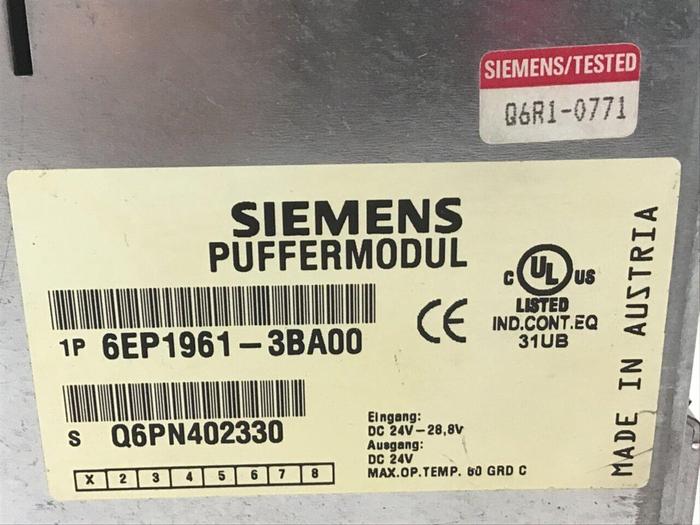 SIEMENS/TESTED
Q6R1-0771
SIEMENS
PUFFERMODUL
1P 6EP1961-3BA00
S Q6PN402330
X 2 3 4 5 6 7 8
CE
C UL US
LISTED
IND.CONT.EQ
31UB
Eingang:
DC 24V-28,8V
Ausgang:
DC 24V
MAX.OP.TEMP. 60 GRD C
MADE IN AUSTRIA